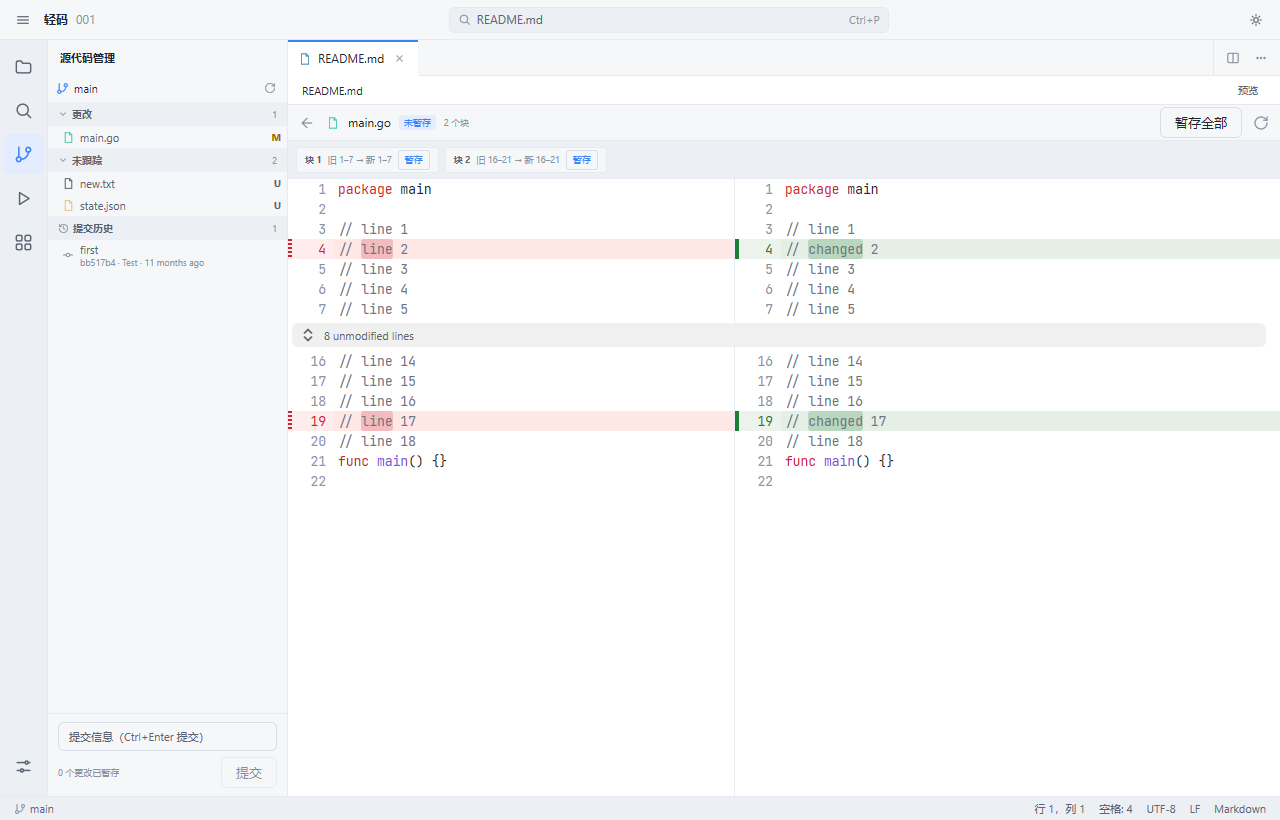 轻码 001
README.md Ctrl+P
源代码管理
main
更改 1
main.go M
未跟踪 2
new.txt U
state.json U
提交历史 1
first
bb517b4 · Test · 11 months ago
提交信息（Ctrl+Enter 提交）
0 个更改已暂存 提交
README.md
README.md 预览
main.go 未暂存 2 个块 暂存全部
块 1 旧 1–7 → 新 1–7 暂存 块 2 旧 16–21 → 新 16–21 暂存
1 package main
2
3 // line 1
4 // line 2
5 // line 3
6 // line 4
7 // line 5
1 package main
2
3 // line 1
4 // changed 2
5 // line 3
6 // line 4
7 // line 5
8 unmodified lines
16 // line 14
17 // line 15
18 // line 16
19 // line 17
20 // line 18
21 func main() {}
22
16 // line 14
17 // line 15
18 // line 16
19 // changed 17
20 // line 18
21 func main() {}
22
main
行 1，列 1 空格: 4 UTF-8 LF Markdown